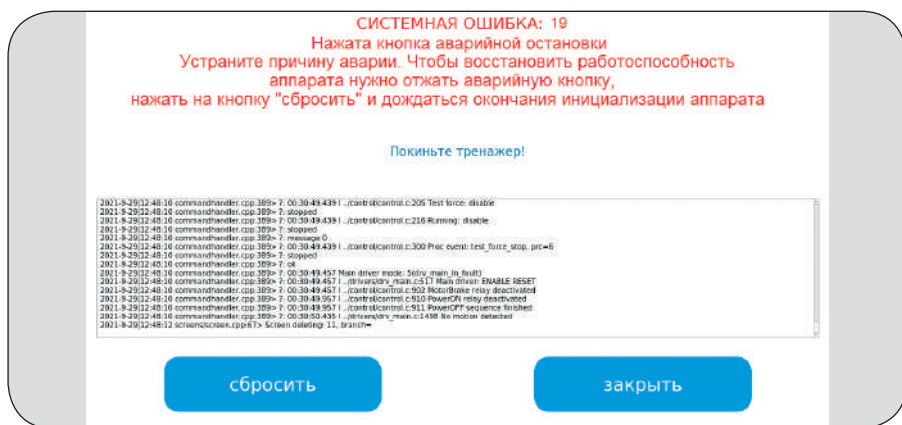 СИСТЕМНАЯ ОШИБКА: 19
Нажата кнопка аварийной остановки
Устраните причину аварии. Чтобы восстановить работоспособность
аппарата нужно отжать аварийную кнопку,
нажать на кнопку "сбросить" и дождаться окончания инициализации аппарата
Покиньте тренажер!
2021-9-29|12:48:10 commandhandler.cpp:389> ?: 00:30:49.439 I ../control/control.c:205 Test force: disable
2021-9-29|12:48:10 commandhandler.cpp:389> ?: stopped
2021-9-29|12:48:10 commandhandler.cpp:389> ?: 00:30:49.439 I ../control/control.c:216 Running: disable
2021-9-29|12:48:10 commandhandler.cpp:389> ?: stopped
2021-9-29|12:48:10 commandhandler.cpp:389> ?: message 0
2021-9-29|12:48:10 commandhandler.cpp:389> ?: 00:30:49.439 I ../control/control.c:300 Proc event: test_force_stop, prc=6
2021-9-29|12:48:10 commandhandler.cpp:389> ?: stopped
2021-9-29|12:48:10 commandhandler.cpp:389> ?: ok
2021-9-29|12:48:10 commandhandler.cpp:389> ?: 00:30:49.457 Main driver mode: 5(drv_main_in_fault)
2021-9-29|12:48:10 commandhandler.cpp:389> ?: 00:30:49.457 I ../drivers/drv_main.c:517 Main driver: ENABLE RESET
2021-9-29|12:48:10 commandhandler.cpp:389> ?: 00:30:49.457 I ../control/control.c:902 MotorBrake relay deactivated
2021-9-29|12:48:10 commandhandler.cpp:389> ?: 00:30:49.957 I ../control/control.c:910 PowerON relay deactivated
2021-9-29|12:48:10 commandhandler.cpp:389> ?: 00:30:49.957 I ../control/control.c:911 PowerOFF sequence finished
2021-9-29|12:48:10 commandhandler.cpp:389> ?: 00:30:50.435 I ../drivers/drv_main.c:1498 No motion detected
2021-9-29|12:48:12 screens/screen.cpp:67> Screen deleting: 11, branch=
сбросить
закрыть